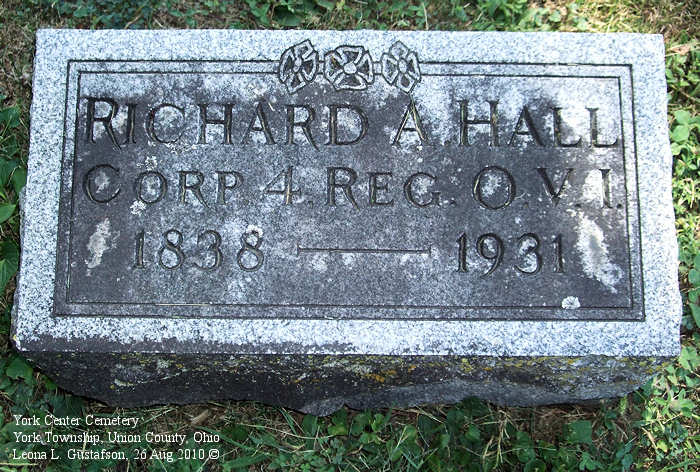 RICHARD A. HALL
CORP. 4. REG. O.V.I.
1838 — 1931
York Center Cemetery
York Township, Union County, Ohio
Leona L. Gustafson, 26 Aug 2010 ©